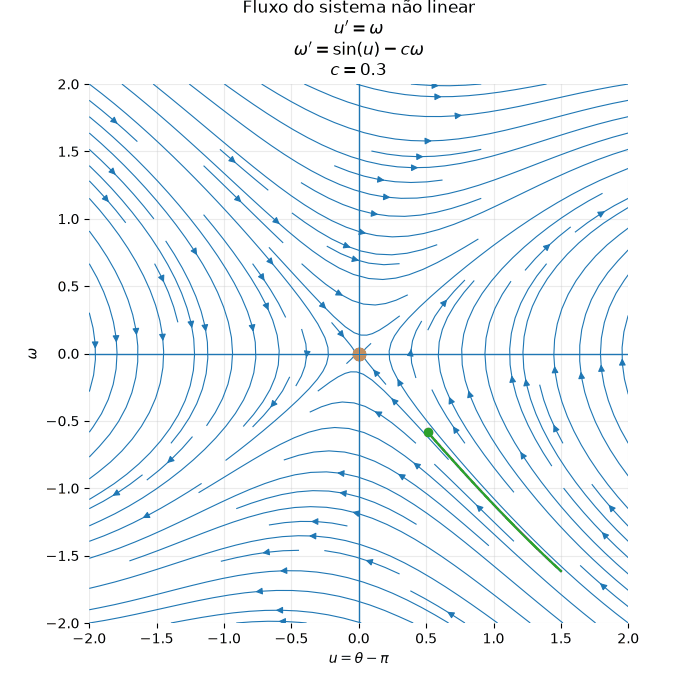 Fluxo do sistema não linear
u′ = ω
ω′ = sin(u) − cω
c = 0.3
2.0
1.5
1.0
0.5
0.0
−0.5
−1.0
−1.5
−2.0
ω
−2.0 −1.5 −1.0 −0.5 0.0 0.5 1.0 1.5 2.0
u = θ − π